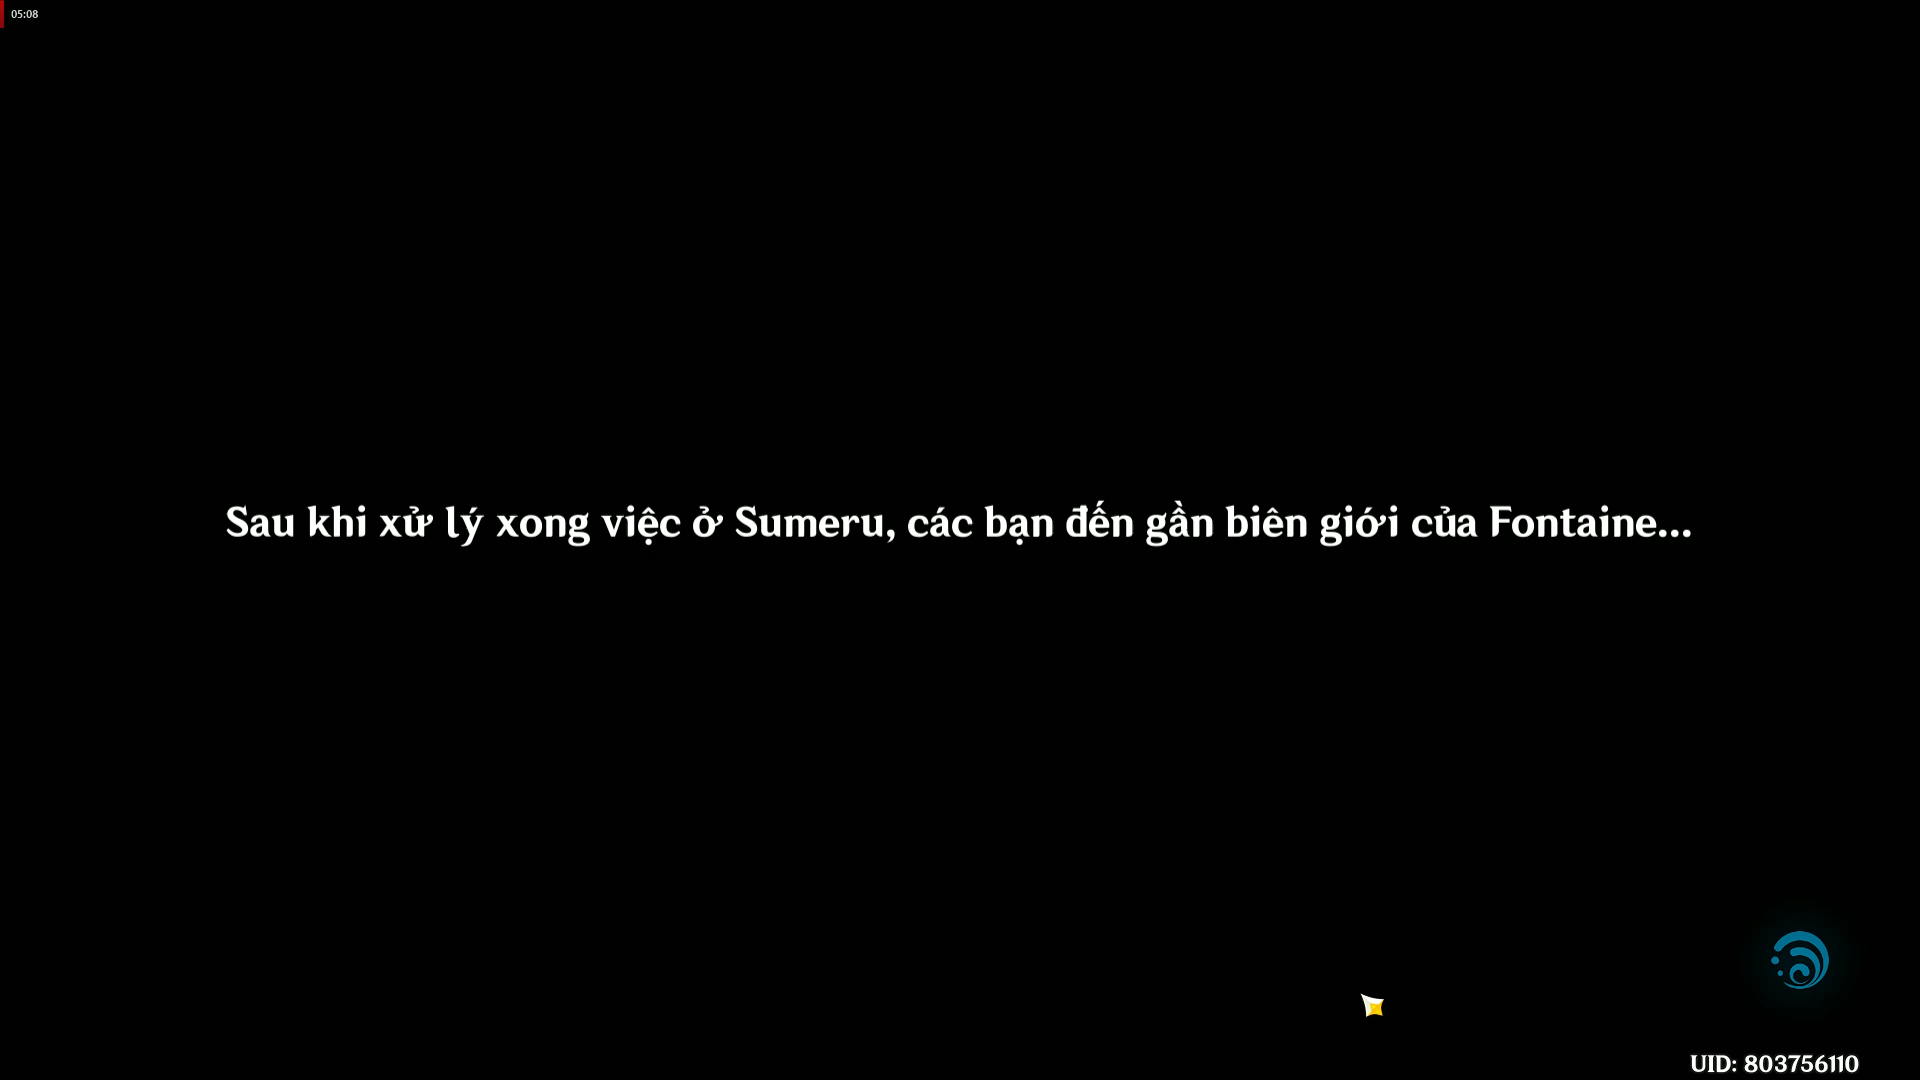 05:08
Sau khi xử lý xong việc ở Sumeru, các bạn đến gần biên giới của Fontaine...
UID: 803756110